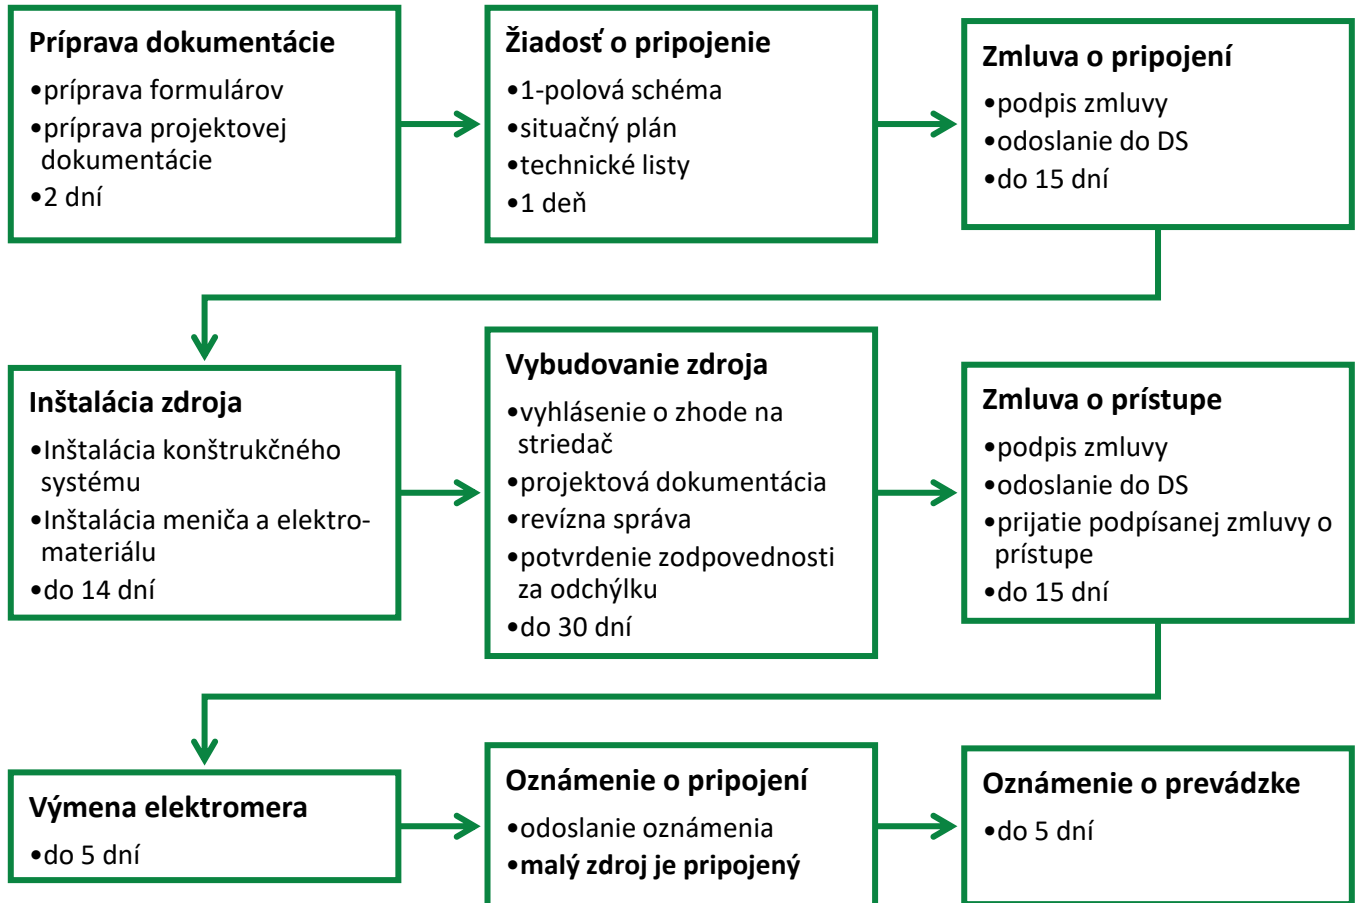 Príprava dokumentácie
•príprava formulárov
•príprava projektovej
dokumentácie
•2 dní
Žiadosť o pripojenie
•1-polová schéma
•situačný plán
•technické listy
•1 deň
Zmluva o pripojení
•podpis zmluvy
•odoslanie do DS
•do 15 dní
Inštalácia zdroja
•Inštalácia konštrukčného
systému
•Inštalácia meniča a elektro-
materiálu
•do 14 dní
Vybudovanie zdroja
•vyhlásenie o zhode na
striedač
•projektová dokumentácia
•revízna správa
•potvrdenie zodpovednosti
za odchýlku
•do 30 dní
Zmluva o prístupe
•podpis zmluvy
•odoslanie do DS
•prijatie podpísanej zmluvy o
prístupe
•do 15 dní
Výmena elektromera
•do 5 dní
Oznámenie o pripojení
•odoslanie oznámenia
•malý zdroj je pripojený
Oznámenie o prevádzke
•do 5 dní